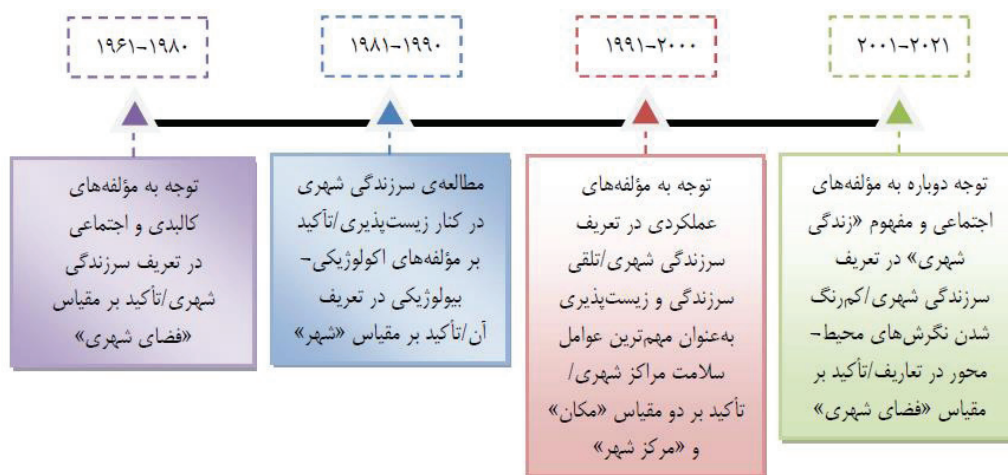 ۱۹۶۱-۱۹۸۰
۱۹۸۱-۱۹۹۰
۱۹۹۱-۲۰۰۰
۲۰۰۱-۲۰۲۱
توجه به مؤلفه‌های
کالبدی و اجتماعی
در تعریف سرزندگی
شهری/تأکید بر مقیاس
«فضای شهری»
مطالعه‌ی سرزندگی شهری
در کنار زیست‌پذیری/تأکید
بر مؤلفه‌های اکولوژیکی-
بیولوژیکی در تعریف
آن/تأکید بر مقیاس «شهر»
توجه به مؤلفه‌های
عملکردی در تعریف
سرزندگی شهری/تلقی
سرزندگی و زیست‌پذیری
به‌عنوان مهم‌ترین عوامل
سلامت مراکز شهری/
تأکید بر دو مقیاس «مکان»
و «مرکز شهر»
توجه دوباره به مؤلفه‌های
اجتماعی و مفهوم «زندگی
شهری» در تعریف
سرزندگی شهری/کم‌رنگ
شدن نگرش‌های محیط-
محور در تعاریف/تأکید بر
مقیاس «فضای شهری»